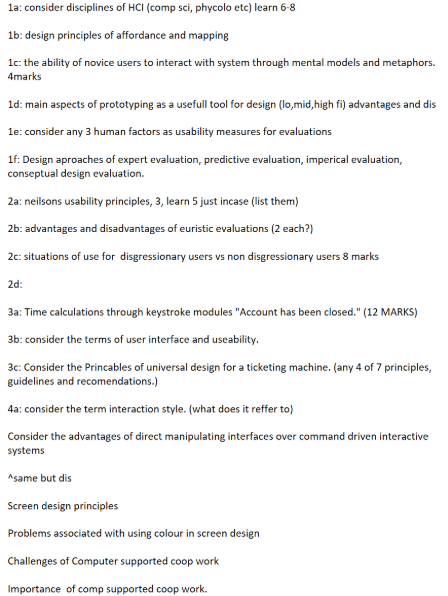 1a: consider disciplines of HCI (comp sci, phycolo etc) learn 6-8
1b: design principles of affordance and mapping
1c: the ability of novice users to interact with system through mental models and metaphors.
4marks
1d: main aspects of prototyping as a usefull tool for design (lo,mid,high fi) advantages and dis
1e: consider any 3 human factors as usability measures for evaluations
1f: Design aproaches of expert evaluation, predictive evaluation, imperical evaluation,
conseptual design evaluation.
2a: neilsons usability principles, 3, learn 5 just incase (list them)
2b: advantages and disadvantages of euristic evaluations (2 each?)
2c: situations of use for  disgressionary users vs non disgressionary users 8 marks
2d:
3a: Time calculations through keystroke modules "Account has been closed." (12 MARKS)
3b: consider the terms of user interface and useability.
3c: Consider the Princables of universal design for a ticketing machine. (any 4 of 7 principles,
guidelines and recomendations.)
4a: consider the term interaction style. (what does it reffer to)
Consider the advantages of direct manipulating interfaces over command driven interactive
systems
^same but dis
Screen design principles
Problems associated with using colour in screen design
Challenges of Computer supported coop work
Importance  of comp supported coop work.